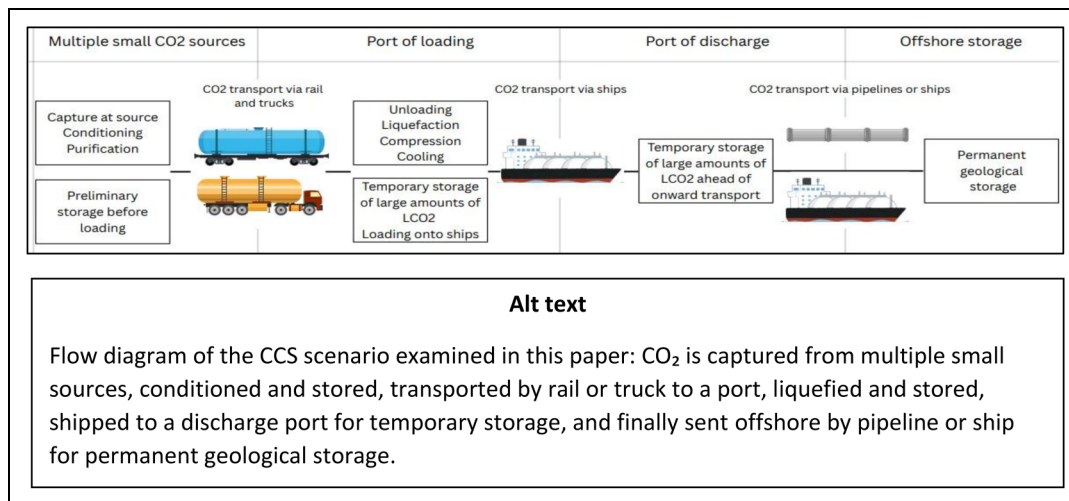 Multiple small CO2 sources
Port of loading
Port of discharge
Offshore storage
CO2 transport via rail
and trucks
CO2 transport via ships
CO2 transport via pipelines or ships
Capture at source
Conditioning
Purification
Preliminary
storage before
loading
Unloading
Liquefaction
Compression
Cooling
Temporary storage
of large amounts of
LCO2
Loading onto ships
Temporary storage
of large amounts of
LCO2 ahead of
onward transport
Permanent
geological
storage
Alt text
Flow diagram of the CCS scenario examined in this paper: CO₂ is captured from multiple small
sources, conditioned and stored, transported by rail or truck to a port, liquefied and stored,
shipped to a discharge port for temporary storage, and finally sent offshore by pipeline or ship
for permanent geological storage.